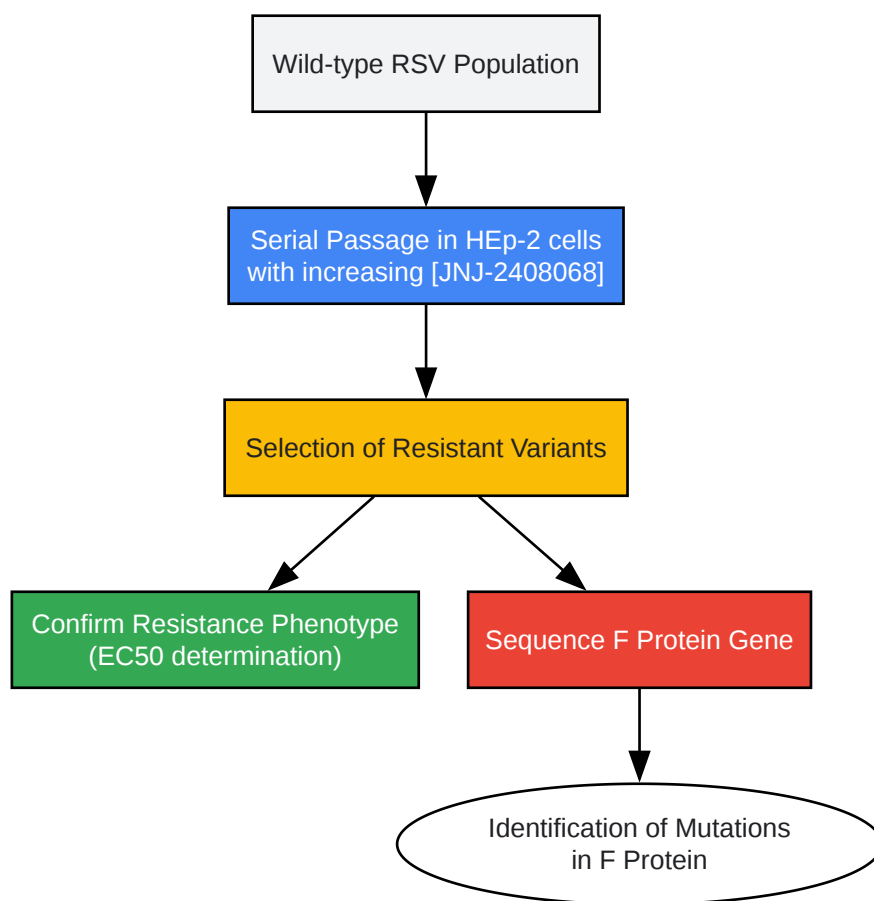 Wild-type RSV Population
Serial Passage in HEp-2 cells
with increasing [JNJ-2408068]
Selection of Resistant Variants
Confirm Resistance Phenotype
(EC50 determination)
Sequence F Protein Gene
Identification of Mutations
in F Protein